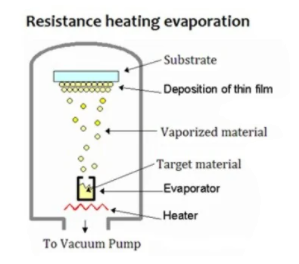 Resistance heating evaporation
Substrate
Deposition of thin film
Vaporized material
Target material
Evaporator
Heater
To Vacuum Pump